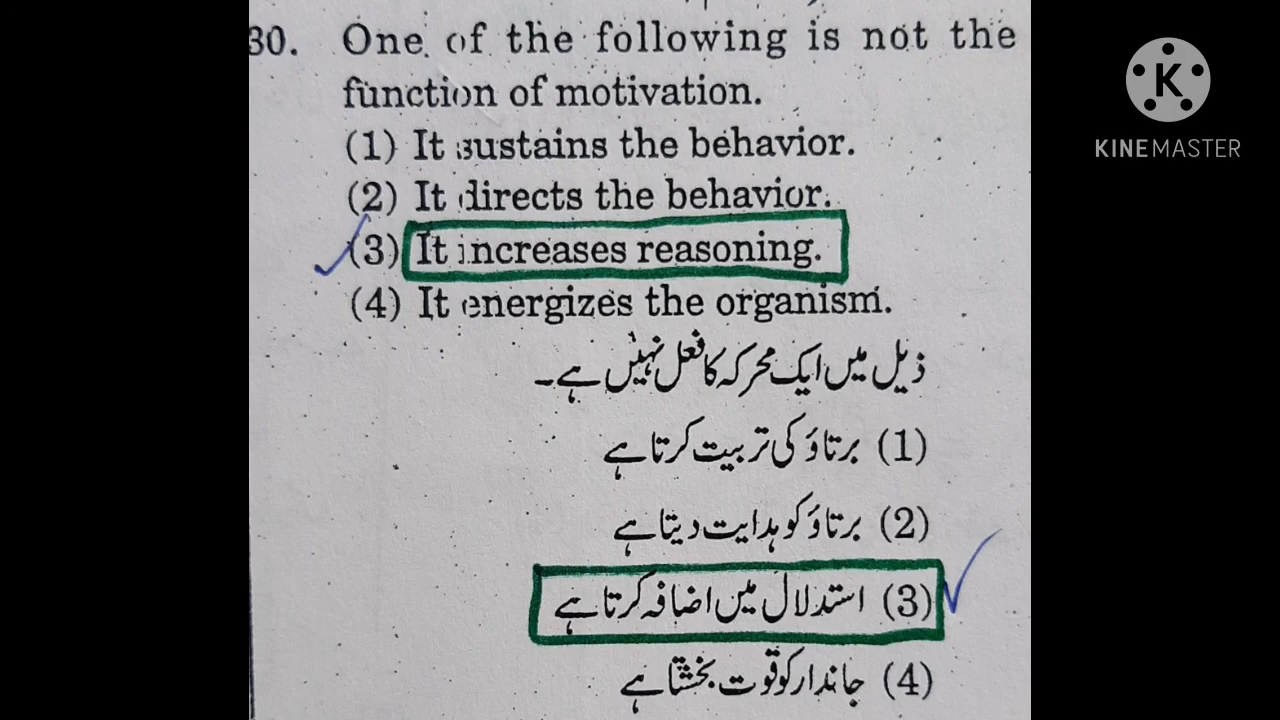 30. One of the following is not the
function of motivation.
(1) It sustains the behavior.
(2) It directs the behavior.
(3) It increases reasoning.
(4) It energizes the organism.
ذیل میں ایک محرکہ کا فعل نہیں ہے۔
(1) برتاؤ کی تربیت کرتا ہے
(2) برتاؤ کو ہدایت دیتا ہے
(3) استدلال میں اضافہ کرتا ہے
(4) جاندار کو قوت بخشتا ہے
K
KINEMASTER